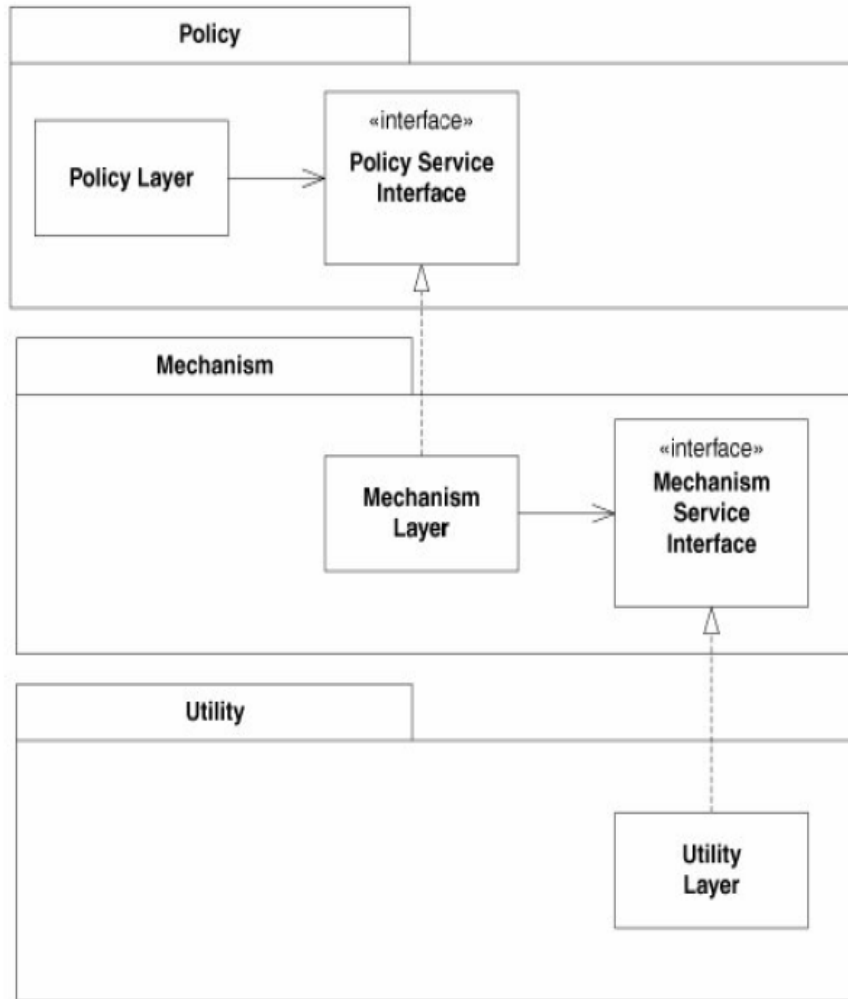 Policy
«interface»
Policy Layer
Policy Service
Interface
Mechanism
«interface»
Mechanism
Service
Interface
Mechanism
Layer
Utility
Utility
Layer